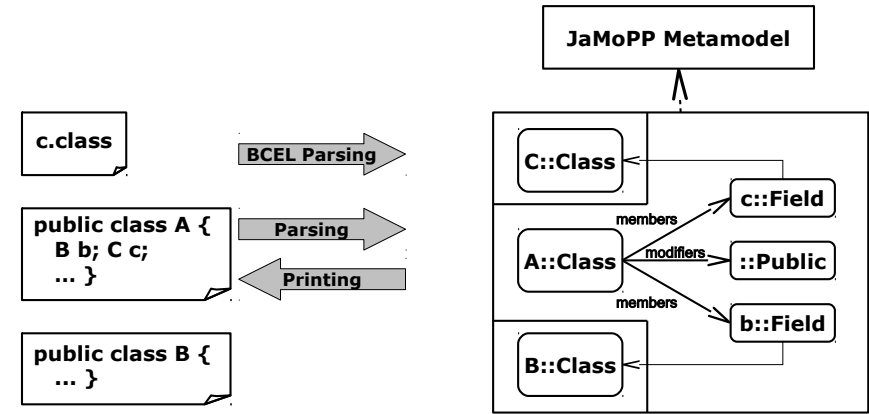 JaMoPP Metamodel
c.class
BCEL Parsing
C::Class
c::Field
public class A {
B b; C c;
... }
Parsing
Printing
members
A::Class
modifiers
::Public
members
b::Field
public class B {
... }
B::Class